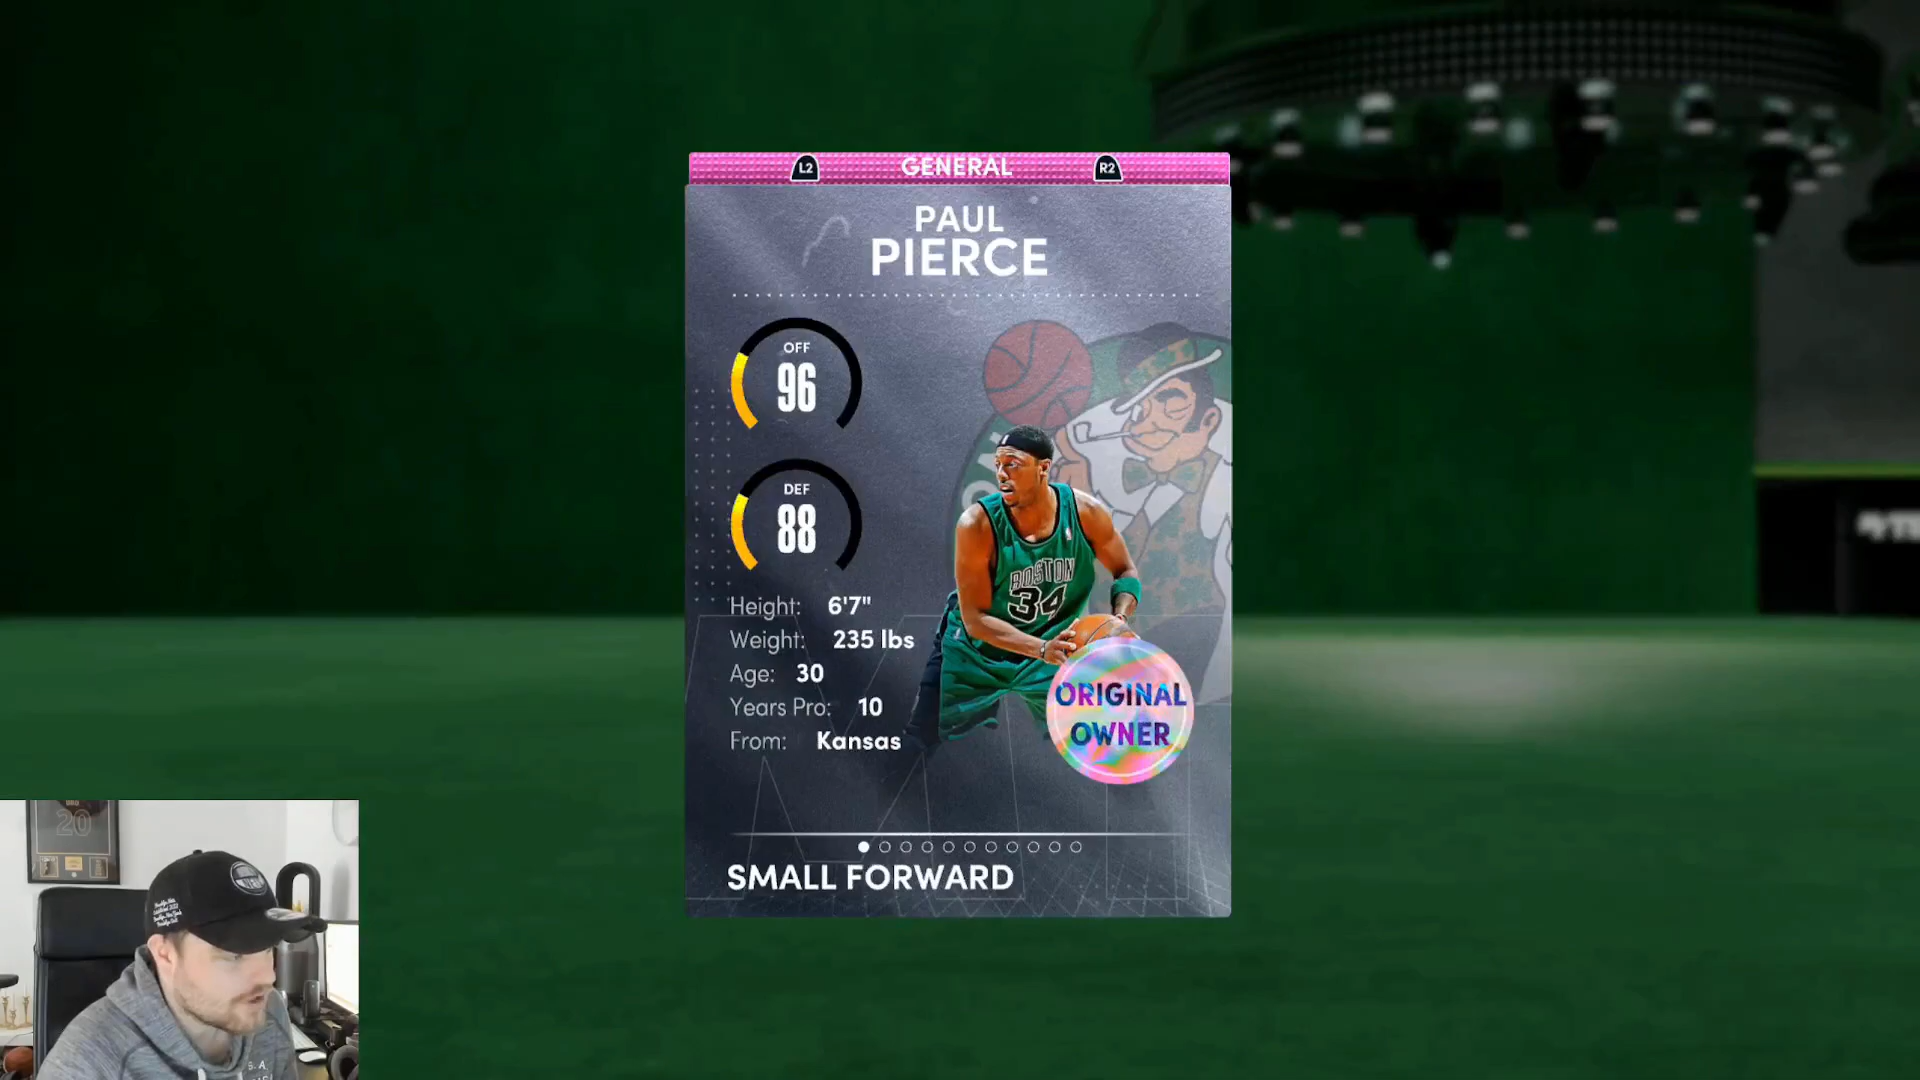 L2
GENERAL
R2
PAUL
PIERCE
OFF
96
DEF
88
BOSTON
34
Height: 6'7"
Weight: 235 lbs
Age: 30
Years Pro: 10
From: Kansas
ORIGINAL
OWNER
SMALL FORWARD
20